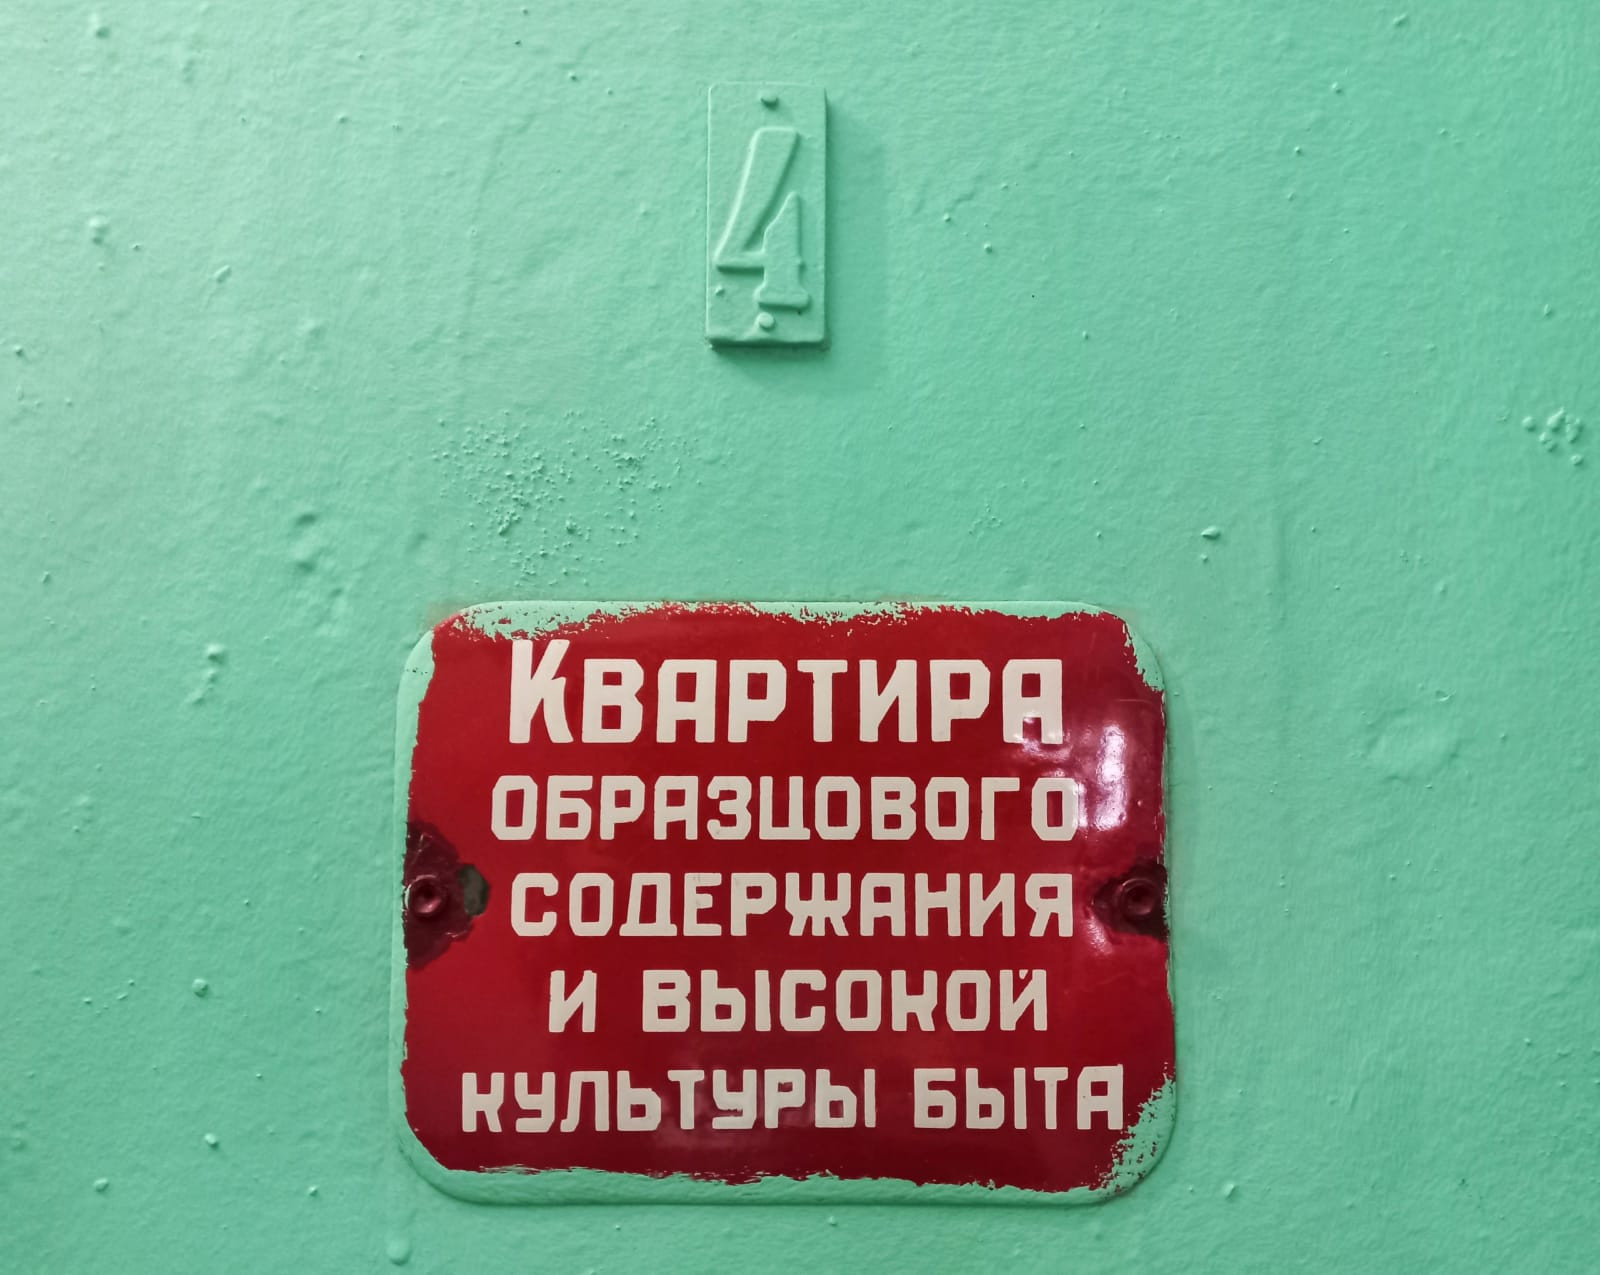 4
Квартира
образцового
содержания
и высокой
культуры быта